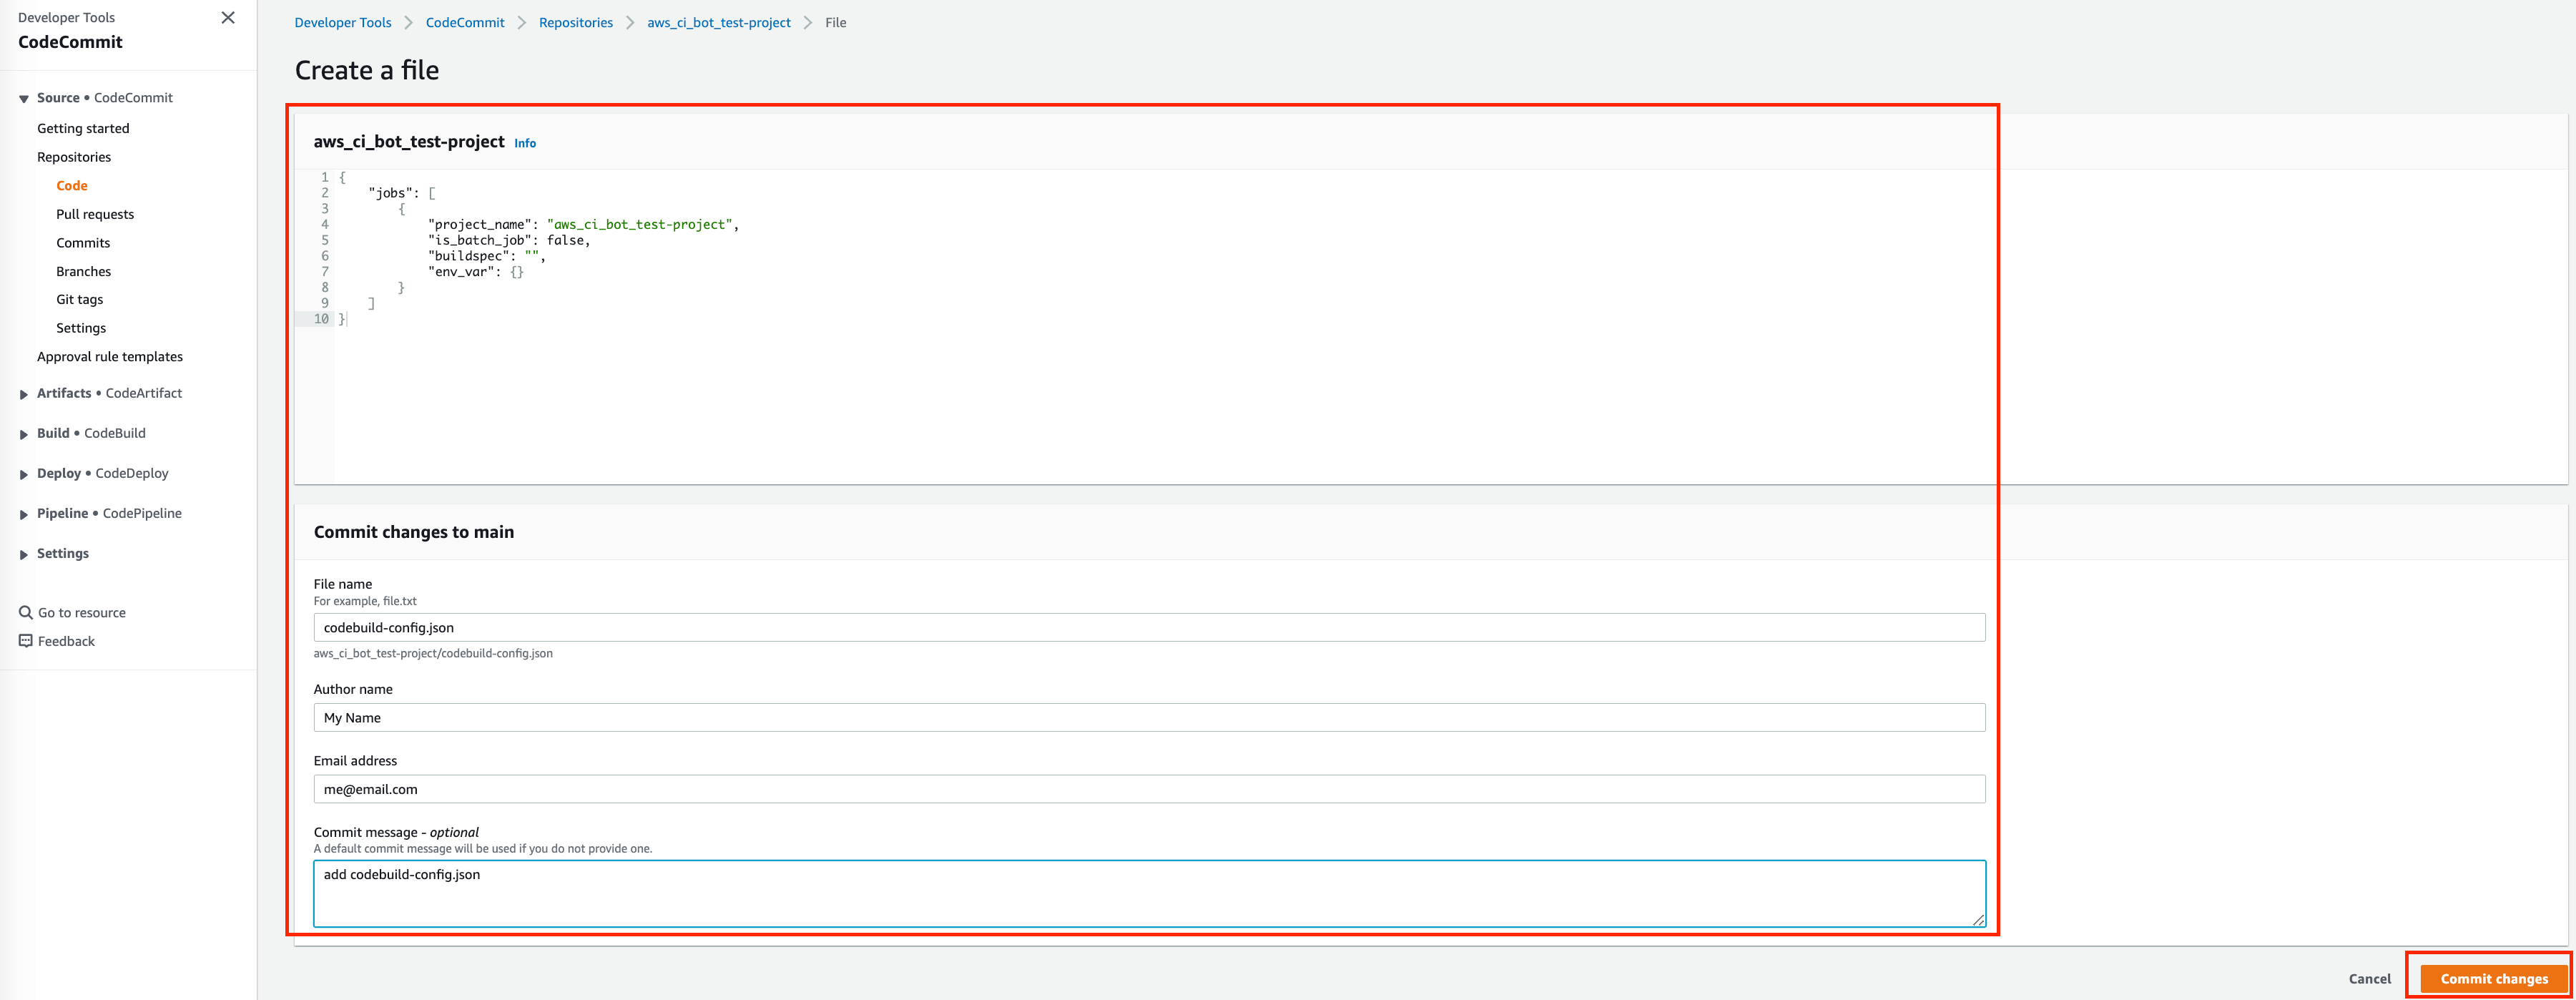 Developer Tools
CodeCommit
Source • CodeCommit
Getting started
Repositories
Code
Pull requests
Commits
Branches
Git tags
Settings
Approval rule templates
Artifacts • CodeArtifact
Build • CodeBuild
Deploy • CodeDeploy
Pipeline • CodePipeline
Settings
Go to resource
Feedback
Developer Tools > CodeCommit > Repositories > aws_ci_bot_test-project > File
Create a file
aws_ci_bot_test-project Info
1 {
2     "jobs": [
3         {
4             "project_name": "aws_ci_bot_test-project",
5             "is_batch_job": false,
6             "buildspec": "",
7             "env_var": {}
8         }
9     ]
10 }
Commit changes to main
File name
For example, file.txt
codebuild-config.json
aws_ci_bot_test-project/codebuild-config.json
Author name
My Name
Email address
me@email.com
Commit message - optional
A default commit message will be used if you do not provide one.
add codebuild-config.json
Cancel Commit changes